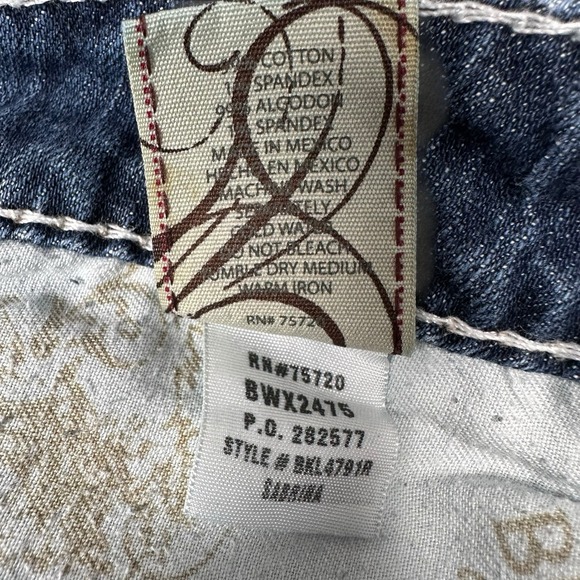 COTTON
SPANDEX
99% ALGODON
SPANDEX
MADE IN MEXICO
HECHO EN MEXICO
MACHINE WASH
SEPARATELY
COLD WATER
DO NOT BLEACH
TUMBLE DRY MEDIUM
WARM IRON
RN# 75720
RN#75720
BWX2475
P.O. 282577
STYLE # BKL4791R
SABRINA
B